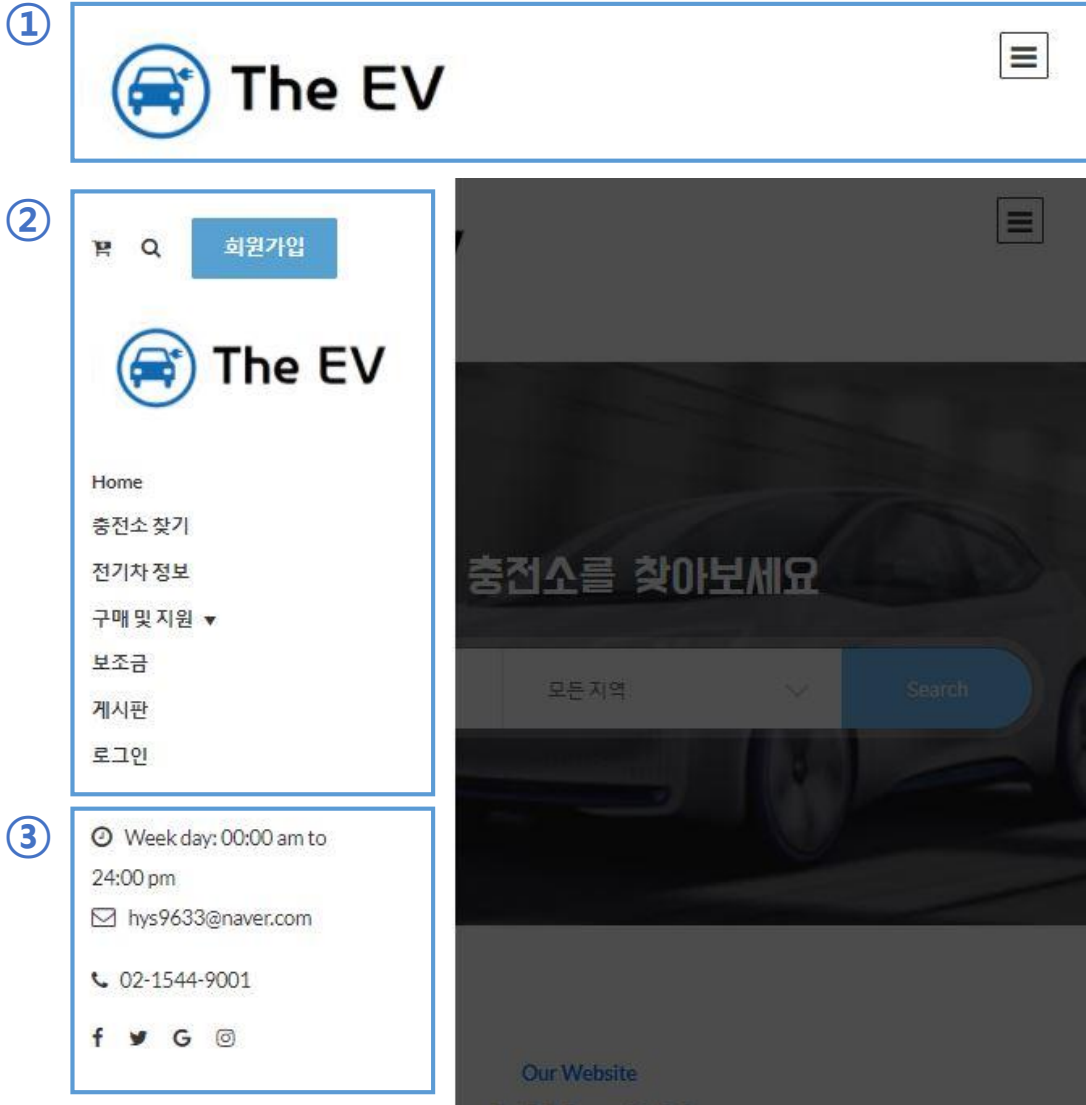 ①
The EV
②
회원가입
The EV
Home
충전소 찾기
전기차 정보
구매 및 지원 ▼
보조금
게시판
로그인
충전소를 찾아보세요
모든 지역
Search
③
Week day: 00:00 am to
24:00 pm
hys9633@naver.com
02-1544-9001
Our Website